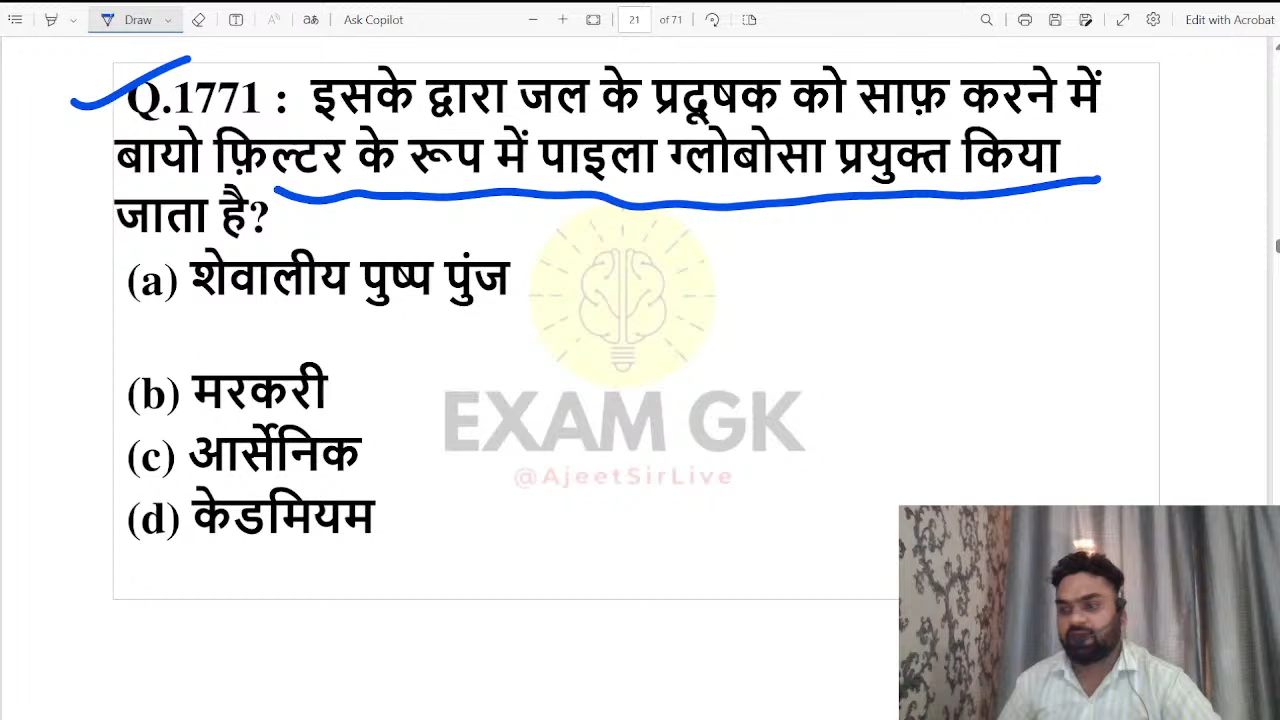 Draw
Ask Copilot
21 of 71
Edit with Acrobat
Q.1771 : इसके द्वारा जल के प्रदूषक को साफ़ करने में
बायो फ़िल्टर के रूप में पाइला ग्लोबोसा प्रयुक्त किया
जाता है?
(a) शेवालीय पुष्प पुंज
(b) मरकरी
(c) आर्सेनिक
(d) केडमियम
EXAM GK
@AjeetSirLive